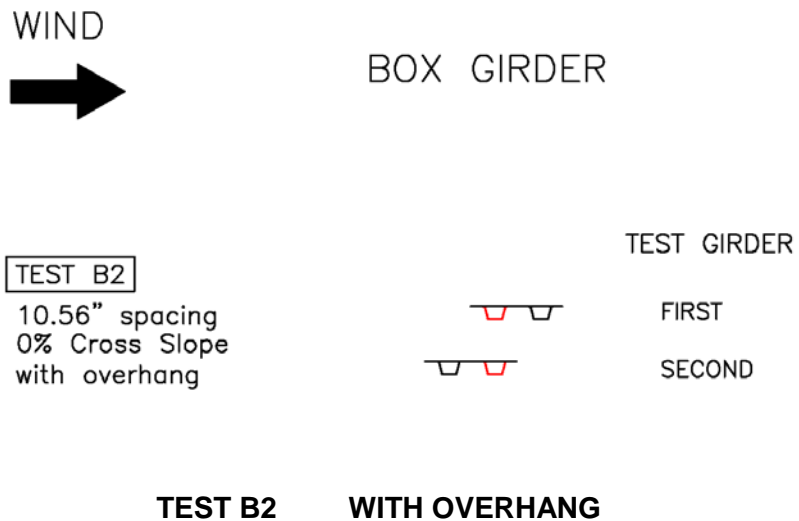 WIND
BOX GIRDER
TEST GIRDER
TEST B2
10.56" spacing
0% Cross Slope
with overhang
FIRST
SECOND
TEST B2 WITH OVERHANG